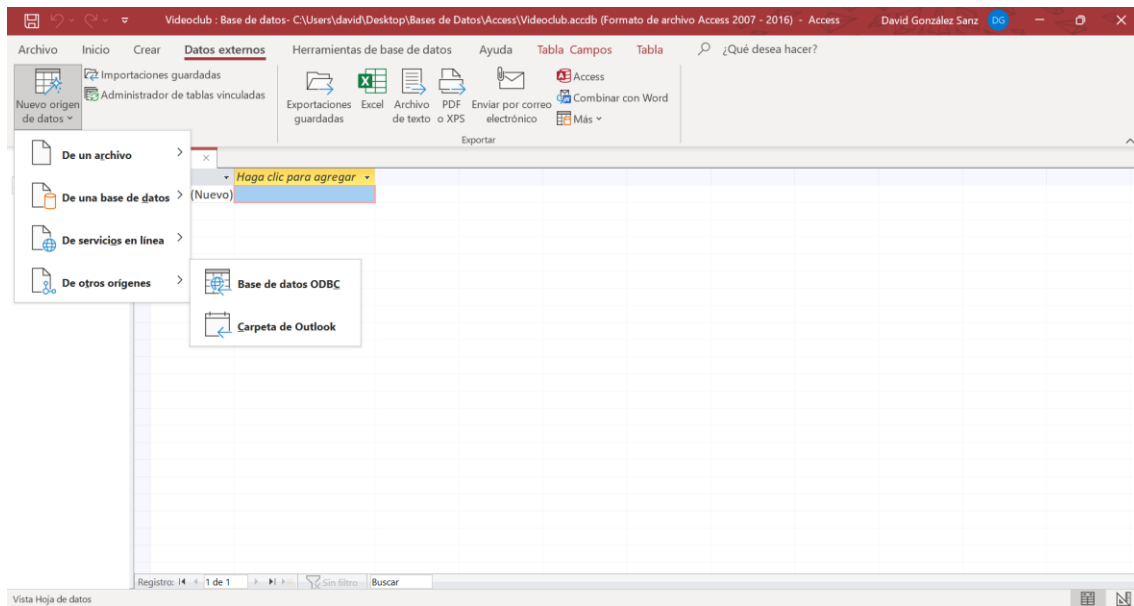 Videoclub : Base de datos- C:\Users\david\Desktop\Bases de Datos\Access\Videoclub.accdb (Formato de archivo Access 2007 - 2016) - Access
David González Sanz
DG
Archivo Inicio Crear Datos externos Herramientas de base de datos Ayuda Tabla Campos Tabla ¿Qué desea hacer?
Nuevo origen
de datos
Importaciones guardadas
Administrador de tablas vinculadas
Exportaciones
guardadas
Excel
Archivo
de texto
PDF
o XPS
Enviar por correo
electrónico
Access
Combinar con Word
Más
Exportar
De un archivo
De una base de datos
De servicios en línea
De otros orígenes
Haga clic para agregar
(Nuevo)
Base de datos ODBC
Carpeta de Outlook
Registro: 1 de 1 Sin filtro Buscar
Vista Hoja de datos